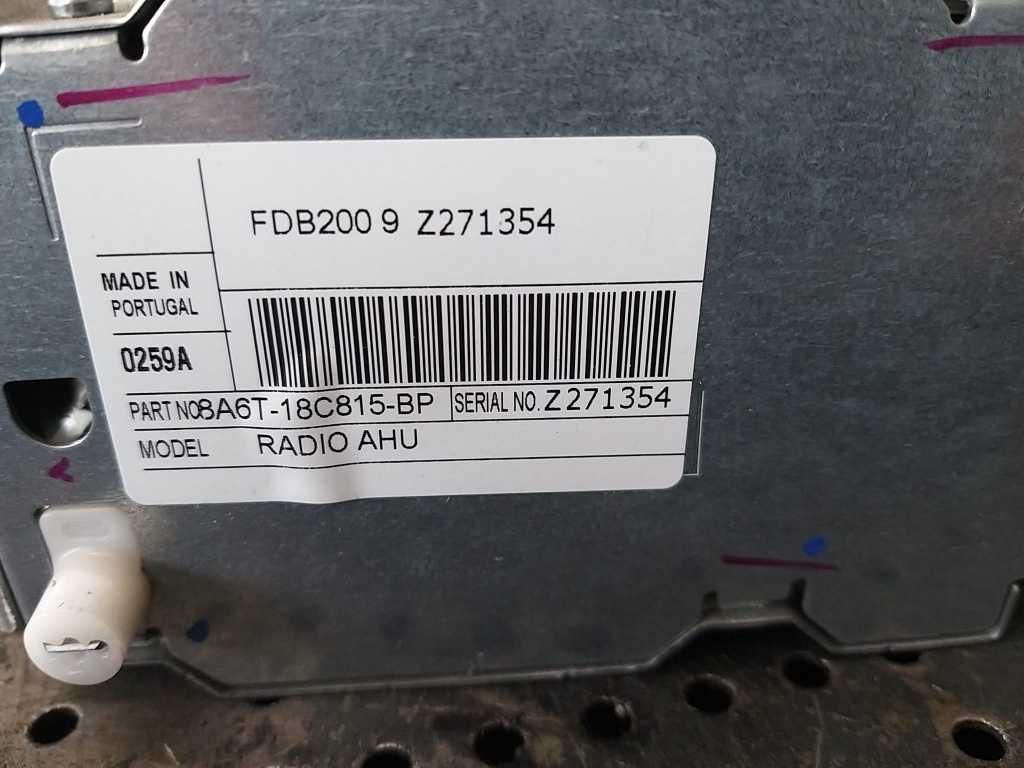 FDB200 9 Z271354
MADE IN
PORTUGAL
0259A
PART NO 8A6T-18C815-BP SERIAL NO. Z271354
MODEL RADIO AHU